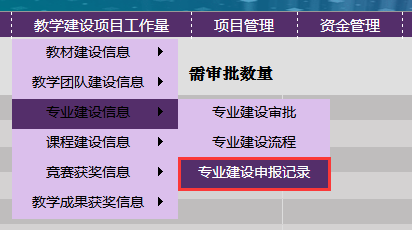 教学建设项目工作量 项目管理 资金管理
教材建设信息
教学团队建设信息
专业建设信息
课程建设信息
竞赛获奖信息
教学成果获奖信息
需审批数量
专业建设审批
专业建设流程
专业建设申报记录